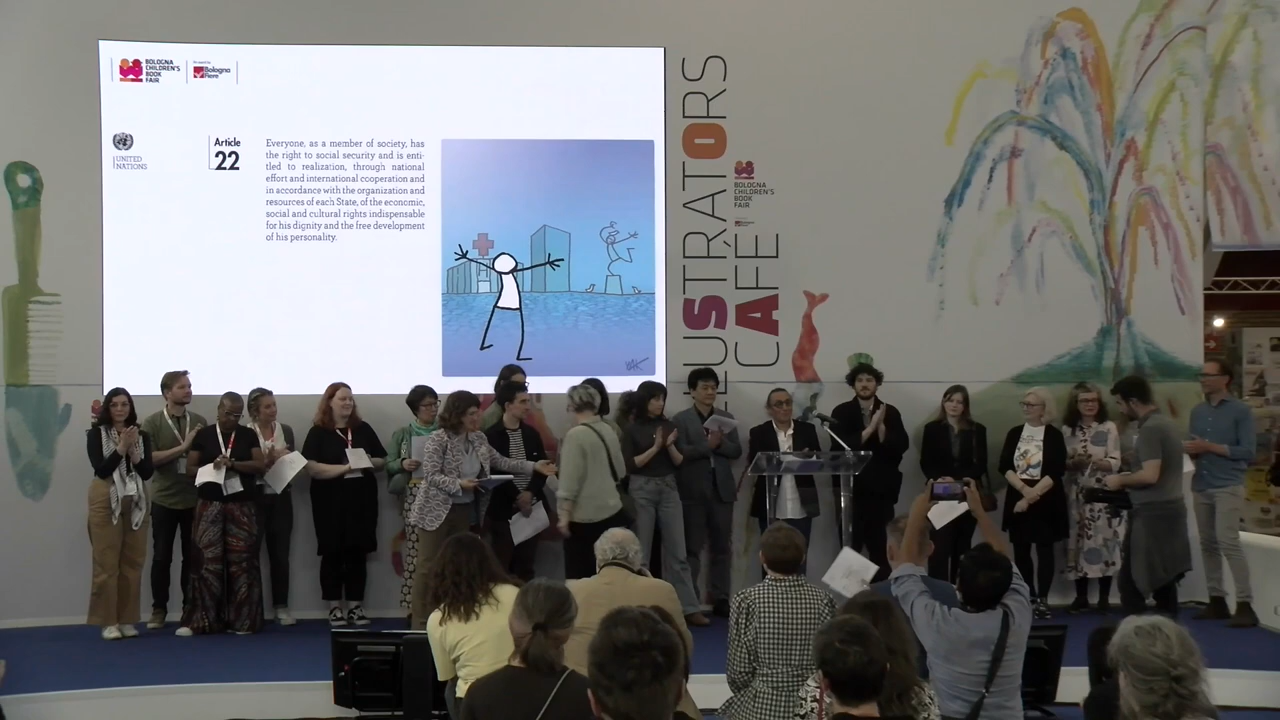 BOLOGNA
CHILDREN'S
BOOK
FAIR
Bologna
Fiere
UNITED
NATIONS
Article
22
Everyone, as a member of society, has
the right to social security and is enti-
tled to realization, through national
effort and international cooperation and
in accordance with the organization and
resources of each State, of the economic,
social and cultural rights indispensable
for his dignity and the free development
of his personality.
LUSTRATORS
CAFÉ
BOLOGNA
CHILDREN'S
BOOK
FAIR